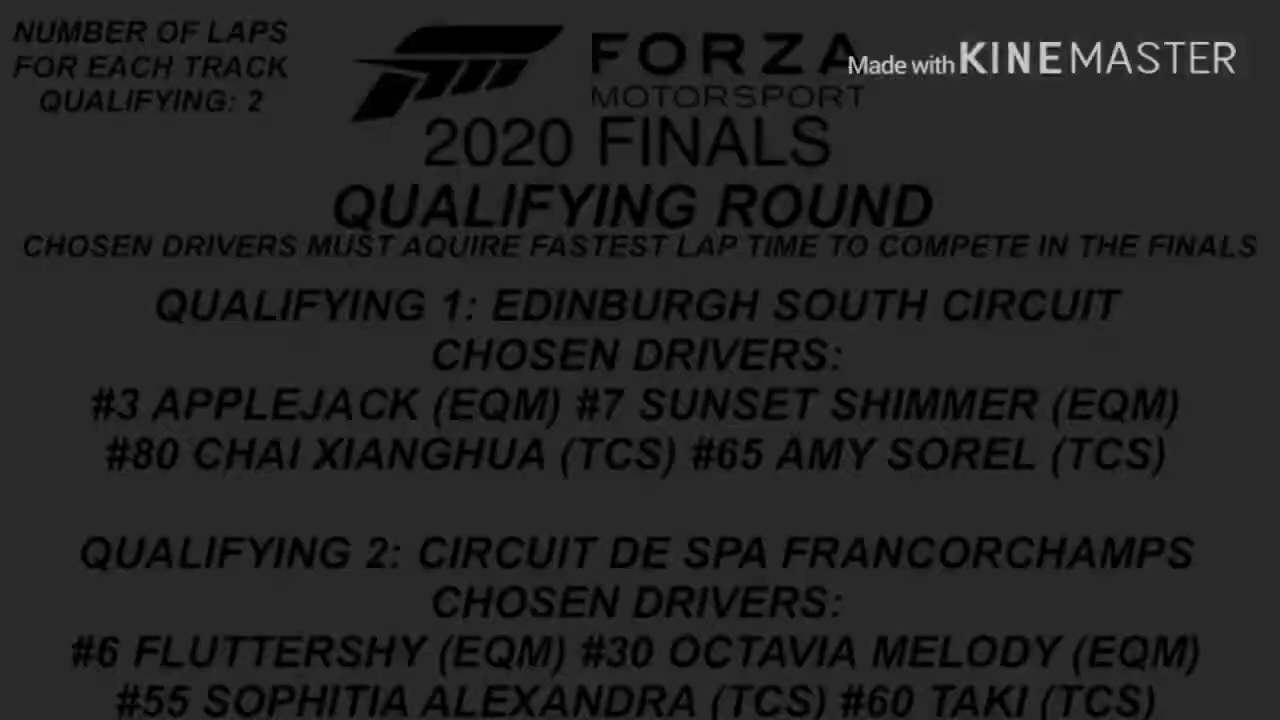 NUMBER OF LAPS
FOR EACH TRACK
QUALIFYING: 2
FORZA
MOTORSPORT
Made with KINEMASTER
2020 FINALS
QUALIFYING ROUND
CHOSEN DRIVERS MUST AQUIRE FASTEST LAP TIME TO COMPETE IN THE FINALS
QUALIFYING 1: EDINBURGH SOUTH CIRCUIT
CHOSEN DRIVERS:
#3 APPLEJACK (EQM) #7 SUNSET SHIMMER (EQM)
#80 CHAI XIANGHUA (TCS) #65 AMY SOREL (TCS)
QUALIFYING 2: CIRCUIT DE SPA FRANCORCHAMPS
CHOSEN DRIVERS:
#6 FLUTTERSHY (EQM) #30 OCTAVIA MELODY (EQM)
#55 SOPHITIA ALEXANDRA (TCS) #60 TAKI (TCS)